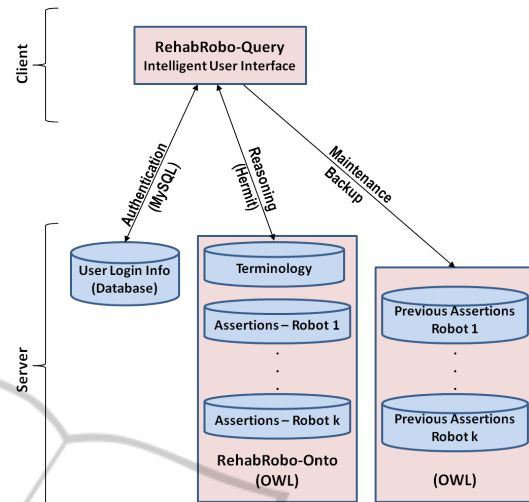 Client
RehabRobo-Query
Intelligent User Interface
Authentication
(MySQL)
Reasoning
(Hermit)
Maintenance
Backup
Server
User Login Info
(Database)
Terminology
Assertions – Robot 1
.
.
.
Assertions – Robot k
RehabRobo-Onto
(OWL)
Previous Assertions
Robot 1
.
.
.
Previous Assertions
Robot k
(OWL)